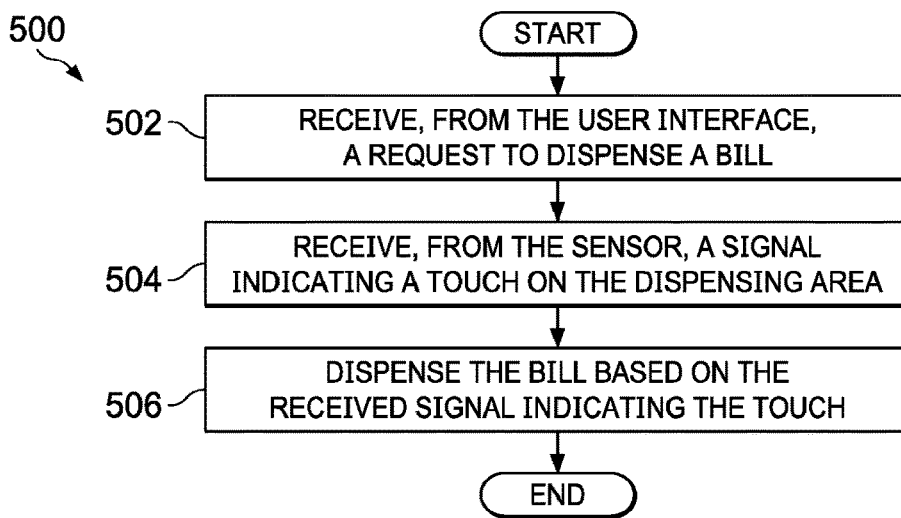 500
START
502
RECEIVE, FROM THE USER INTERFACE,
A REQUEST TO DISPENSE A BILL
504
RECEIVE, FROM THE SENSOR, A SIGNAL
INDICATING A TOUCH ON THE DISPENSING AREA
506
DISPENSE THE BILL BASED ON THE
RECEIVED SIGNAL INDICATING THE TOUCH
END